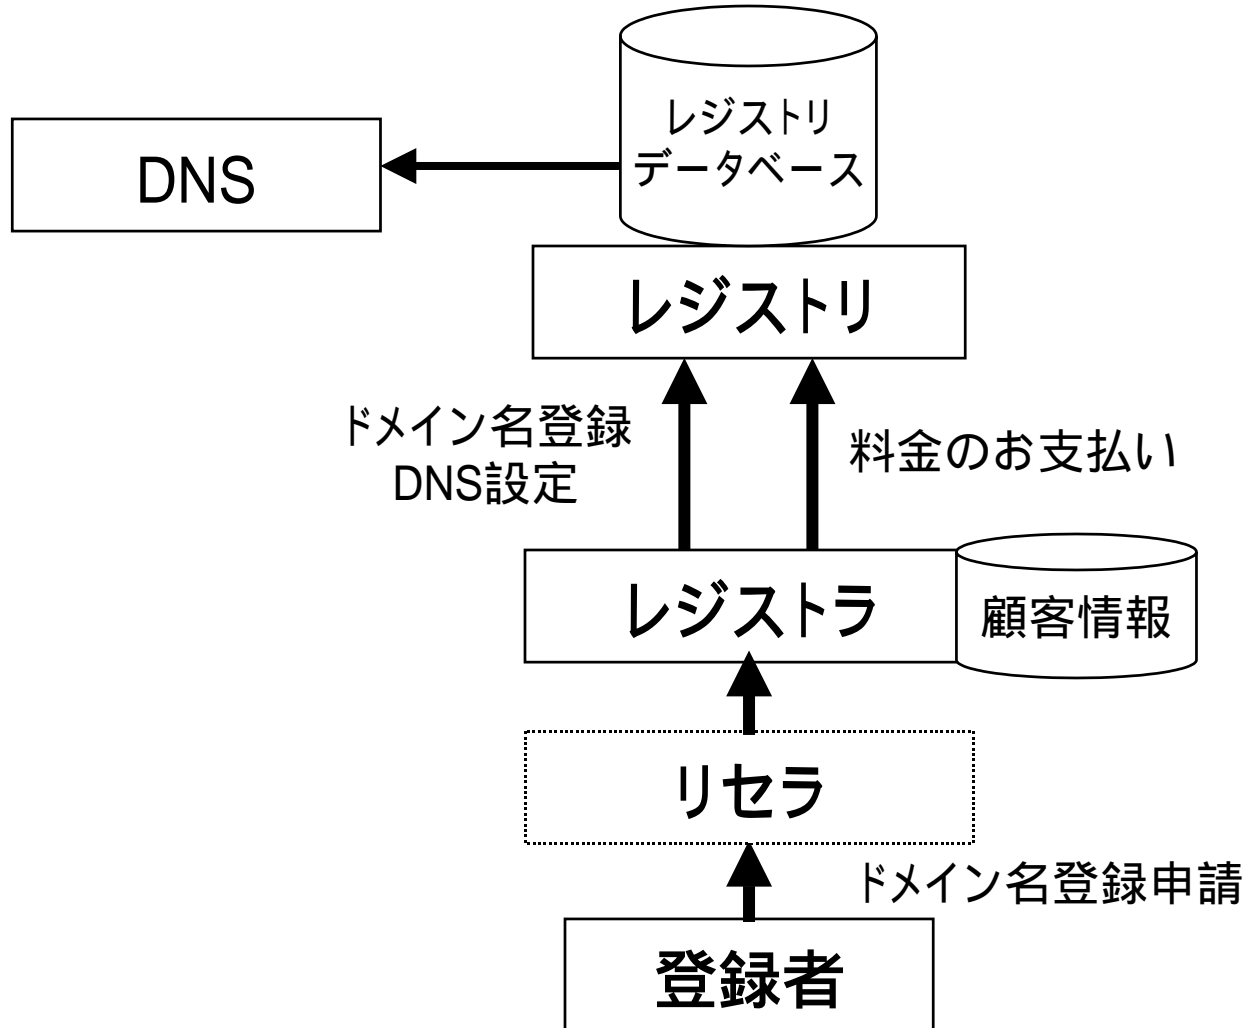 レジストリ
データベース
DNS
レジストリ
ドメイン名登録
DNS設定
料金のお支払い
レジストラ
顧客情報
リセラ
ドメイン名登録申請
登録者